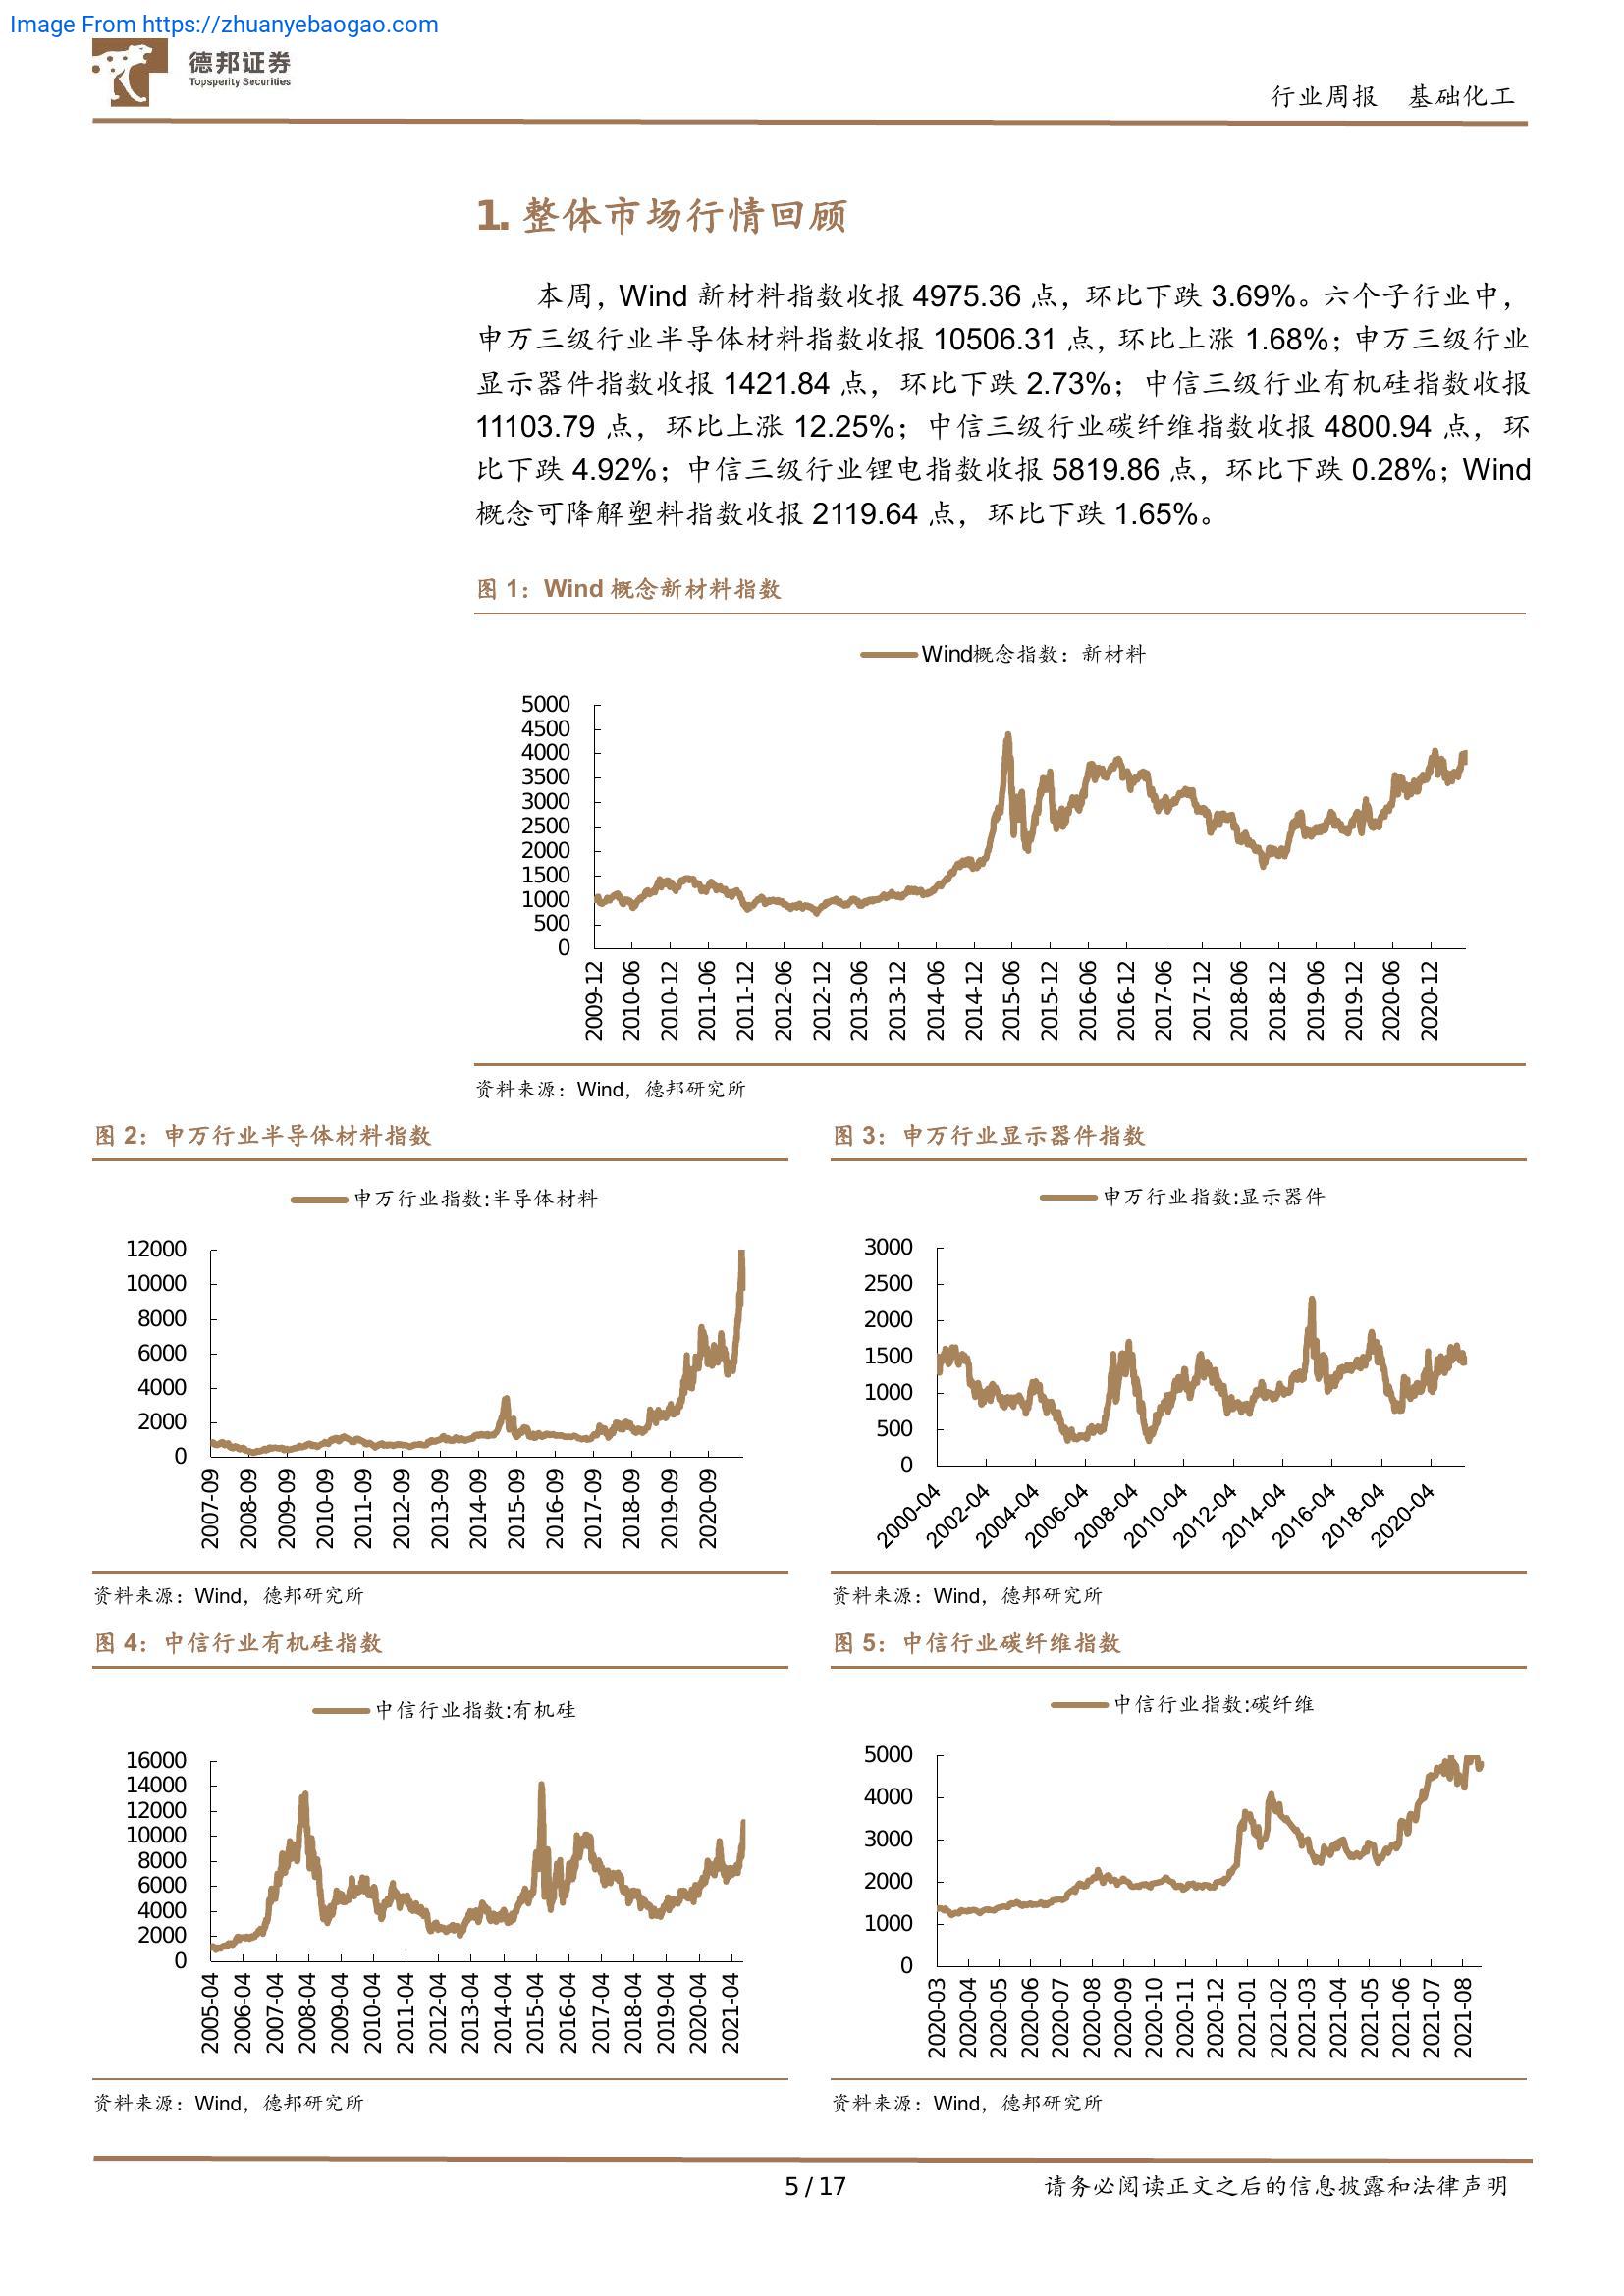 Image From https://zhuanyebaogao.com
德邦证券
Topsperity Securities
行业周报 基础化工
1. 整体市场行情回顾
本周，Wind 新材料指数收报 4975.36 点，环比下跌 3.69%。六个子行业中，
申万三级行业半导体材料指数收报 10506.31 点，环比上涨 1.68%；申万三级行业
显示器件指数收报 1421.84 点，环比下跌 2.73%；中信三级行业有机硅指数收报
11103.79 点，环比上涨 12.25%；中信三级行业碳纤维指数收报 4800.94 点，环
比下跌 4.92%；中信三级行业锂电指数收报 5819.86 点，环比下跌 0.28%；Wind
概念可降解塑料指数收报 2119.64 点，环比下跌 1.65%。
图 1：Wind 概念新材料指数
Wind概念指数：新材料
5000
4500
4000
3500
3000
2500
2000
1500
1000
500
0
2009-12 2010-06 2010-12 2011-06 2011-12 2012-06 2012-12 2013-06 2013-12 2014-06 2014-12 2015-06 2015-12 2016-06 2016-12 2017-06 2017-12 2018-06 2018-12 2019-06 2019-12 2020-06 2020-12
资料来源：Wind，德邦研究所
图 2：申万行业半导体材料指数
申万行业指数:半导体材料
12000
10000
8000
6000
4000
2000
0
2007-09 2008-09 2009-09 2010-09 2011-09 2012-09 2013-09 2014-09 2015-09 2016-09 2017-09 2018-09 2019-09 2020-09
资料来源：Wind，德邦研究所
图 3：申万行业显示器件指数
申万行业指数:显示器件
3000
2500
2000
1500
1000
500
0
2000-04 2002-04 2004-04 2006-04 2008-04 2010-04 2012-04 2014-04 2016-04 2018-04 2020-04
资料来源：Wind，德邦研究所
图 4：中信行业有机硅指数
中信行业指数:有机硅
16000
14000
12000
10000
8000
6000
4000
2000
0
2005-04 2006-04 2007-04 2008-04 2009-04 2010-04 2011-04 2012-04 2013-04 2014-04 2015-04 2016-04 2017-04 2018-04 2019-04 2020-04 2021-04
资料来源：Wind，德邦研究所
图 5：中信行业碳纤维指数
中信行业指数:碳纤维
5000
4000
3000
2000
1000
0
2020-03 2020-04 2020-05 2020-06 2020-07 2020-08 2020-09 2020-10 2020-11 2020-12 2021-01 2021-02 2021-03 2021-04 2021-05 2021-06 2021-07 2021-08
资料来源：Wind，德邦研究所
5 / 17
请务必阅读正文之后的信息披露和法律声明